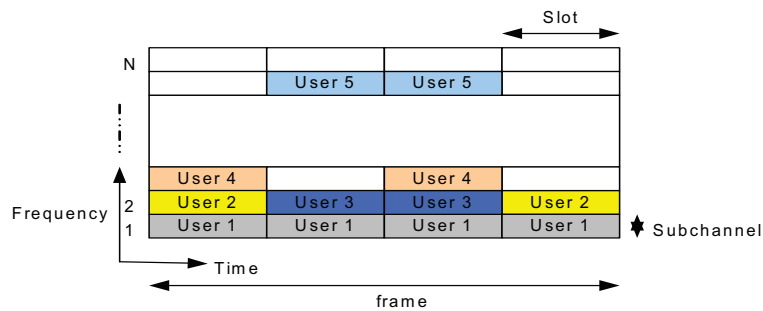 Slot
N
User 5 User 5
User 4 User 4
Frequency 2 User 2 User 3 User 3 User 2
1 User 1 User 1 User 1 User 1 Subchannel
Time
frame